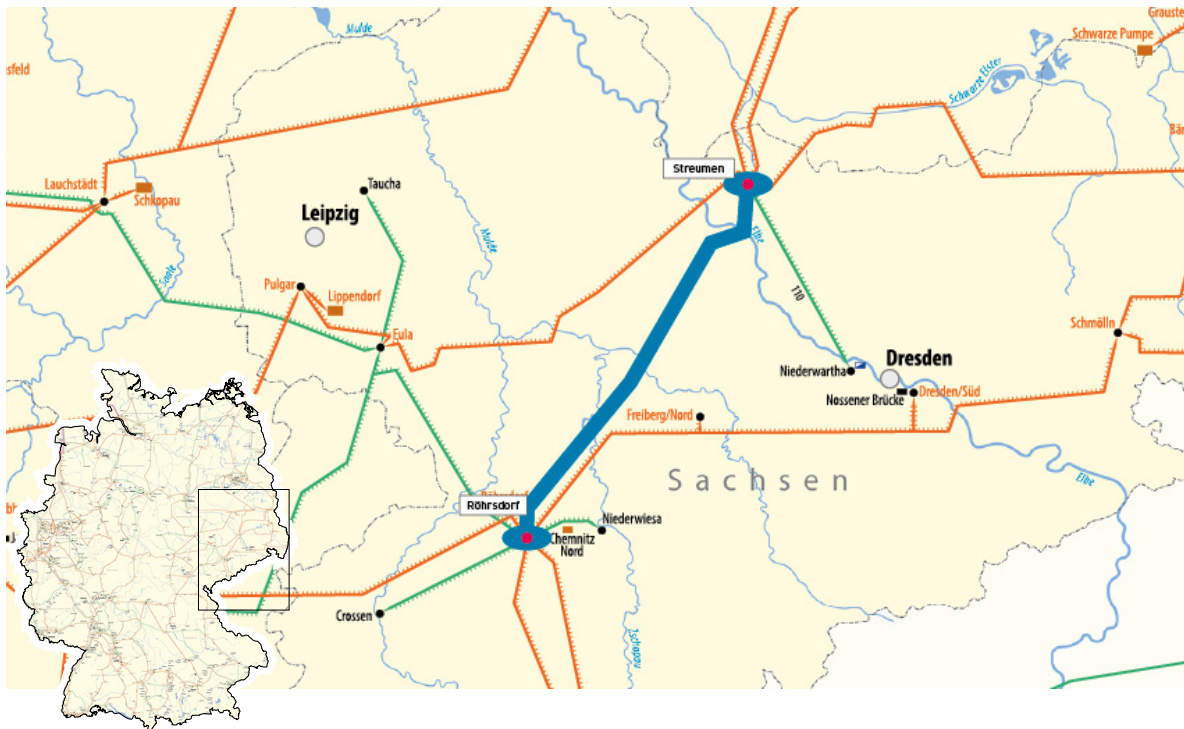 Mulde
Grauste
Schwarze Pumpe
sfeld
Schwarze Elster
Bär
Streumen
Lauchstädt
Schkopau
Taucha
Leipzig
Mulde
Elbe
Saale
Pulgar
Lippendorf
110
Eula
Schmölln
Dresden
Niederwartha
Nossener Brücke
Dresden/Süd
Freiberg/Nord
Sachsen
Elbe
Röhrsdorf
Niederwiesa
Chemnitz
Nord
Crossen
Zschopau